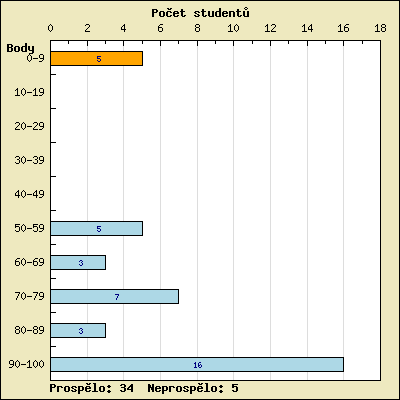 Počet studentů
0 2 4 6 8 10 12 14 16 18
Body
0-9 5
10-19
20-29
30-39
40-49
50-59 5
60-69 3
70-79 7
80-89 3
90-100 16
Prospělo: 34 Neprospělo: 5